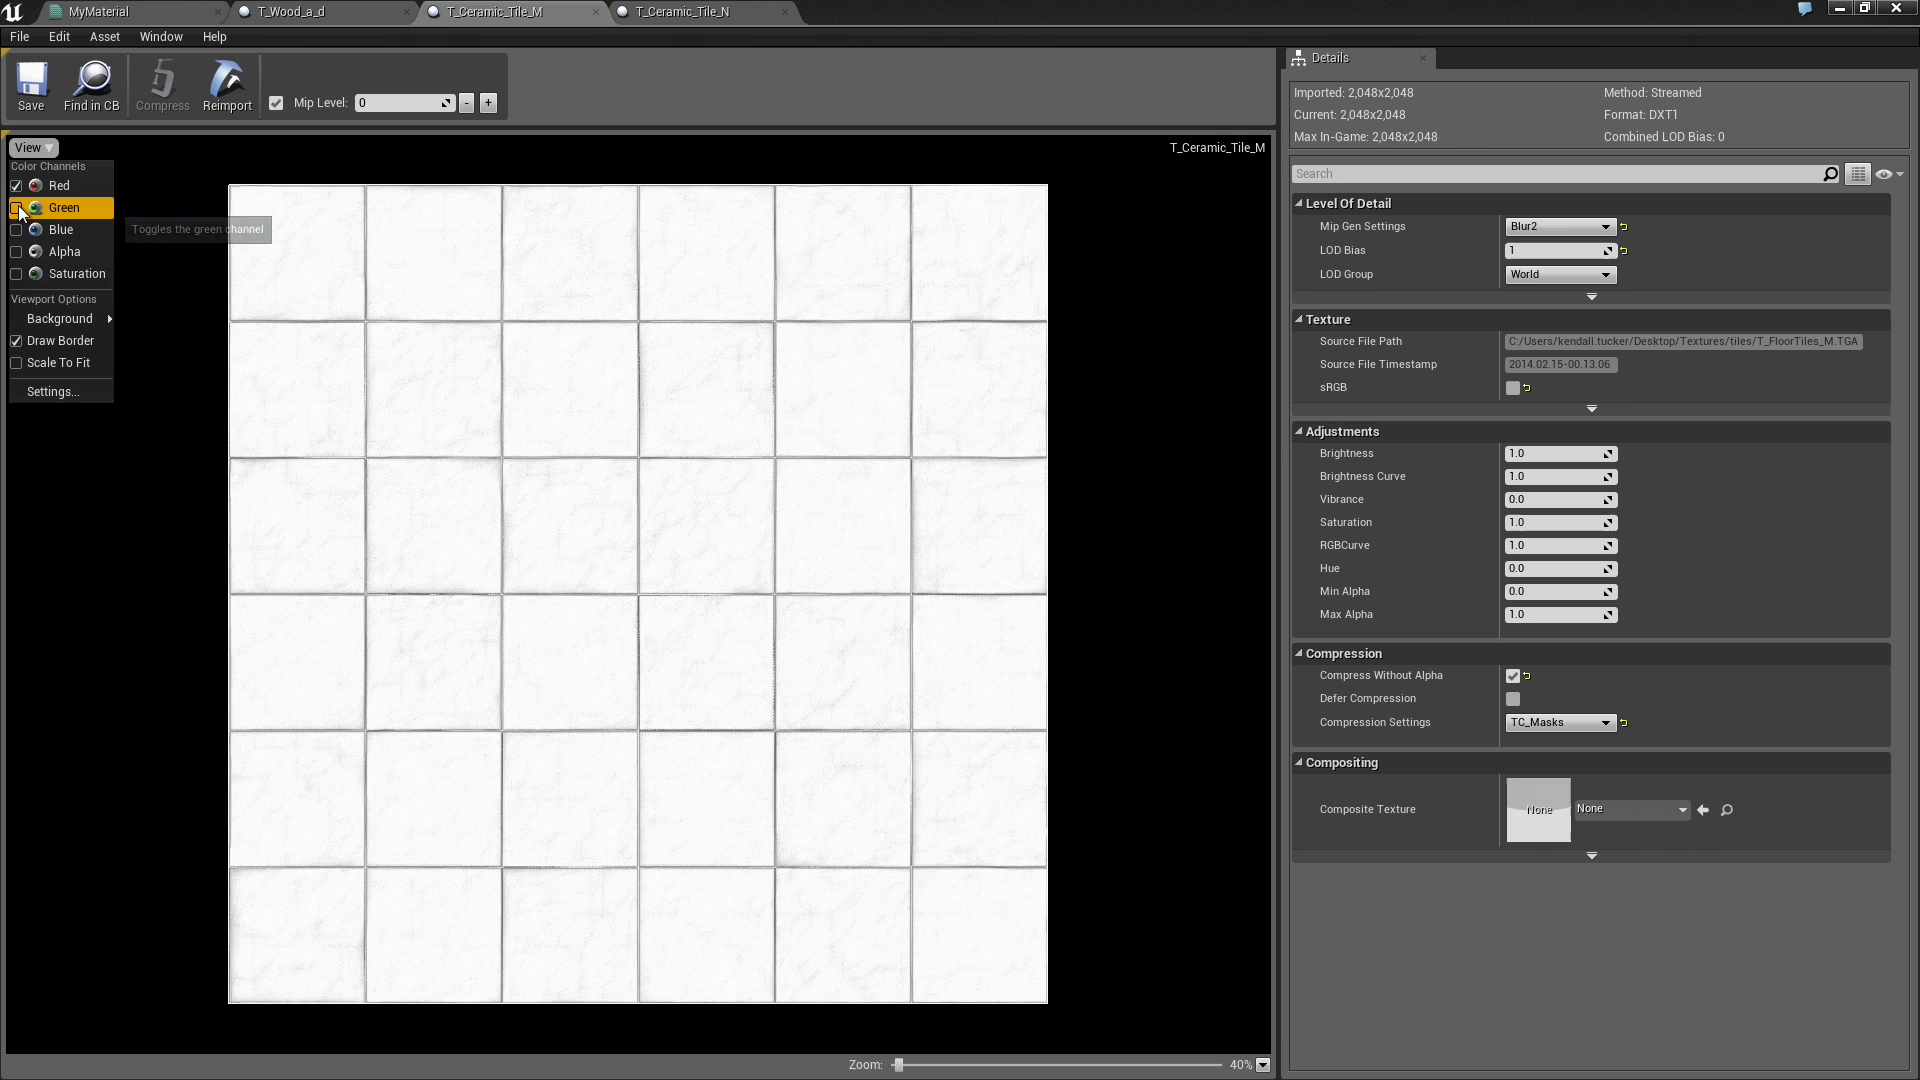 MyMaterial
T_Wood_a_d
T_Ceramic_Tile_M
T_Ceramic_Tile_N
File Edit Asset Window Help
Save
Find in CB
Compress
Reimport
Mip Level: 0 - +
View
T_Ceramic_Tile_M
Color Channels
Red
Green
Blue
Alpha
Saturation
Toggles the green channel
Viewport Options
Background
Draw Border
Scale To Fit
Settings...
Zoom: 40%
Details
Imported: 2,048x2,048 Method: Streamed
Current: 2,048x2,048 Format: DXT1
Max In-Game: 2,048x2,048 Combined LOD Bias: 0
Search
Level Of Detail
Mip Gen Settings Blur2
LOD Bias 1
LOD Group World
Texture
Source File Path C:/Users/kendall.tucker/Desktop/Textures/tiles/T_FloorTiles_M.TGA
Source File Timestamp 2014.02.15-00.13.06
sRGB
Adjustments
Brightness 1.0
Brightness Curve 1.0
Vibrance 0.0
Saturation 1.0
RGBCurve 1.0
Hue 0.0
Min Alpha 0.0
Max Alpha 1.0
Compression
Compress Without Alpha
Defer Compression
Compression Settings TC_Masks
Compositing
Composite Texture None None